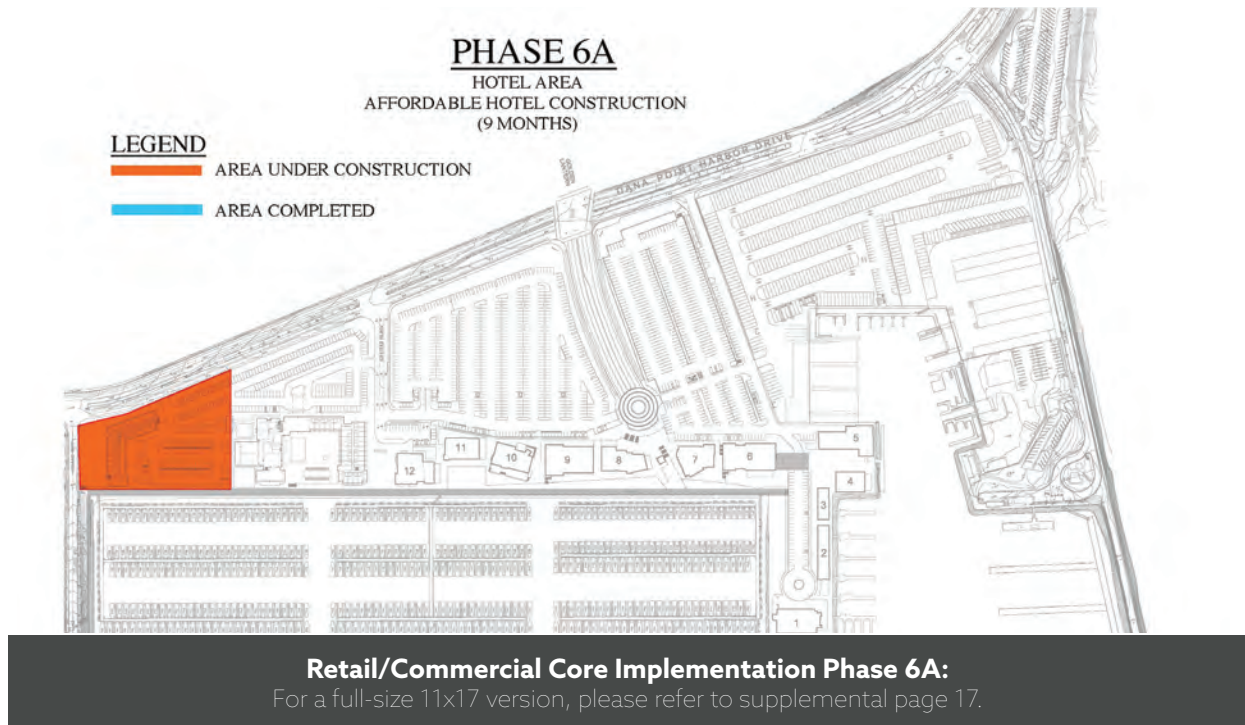 PHASE 6A
HOTEL AREA
AFFORDABLE HOTEL CONSTRUCTION
(9 MONTHS)
LEGEND
AREA UNDER CONSTRUCTION
AREA COMPLETED
DANA POINT HARBOR DRIVE
11
12
10
9
8
7
6
5
4
3
2
1
Retail/Commercial Core Implementation Phase 6A:
For a full-size 11x17 version, please refer to supplemental page 17.